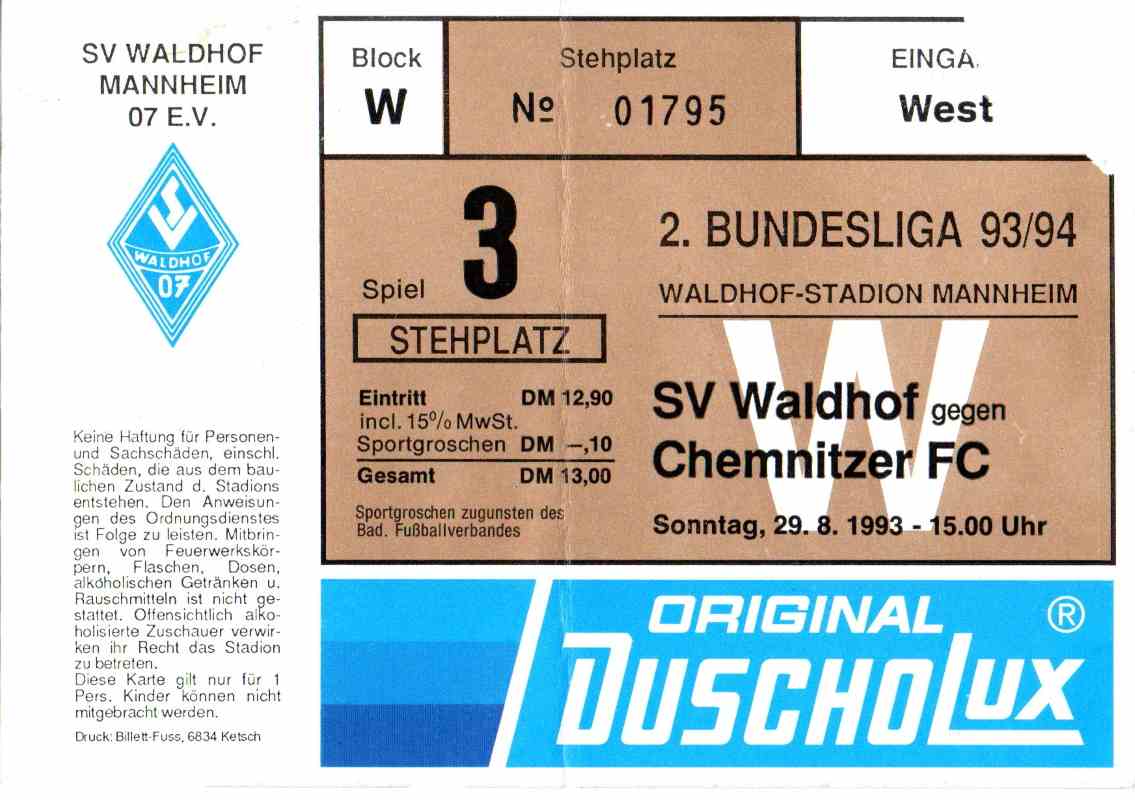 SV WALDHOF
MANNHEIM
07 E.V.
SV
WALDHOF
07
Keine Haftung für Personen-
und Sachschäden, einschl.
Schäden, die aus dem bau-
lichen Zustand d. Stadions
entstehen. Den Anweisun-
gen des Ordnungsdienstes
ist Folge zu leisten. Mitbrin-
gen von Feuerwerkskör-
pern, Flaschen, Dosen,
alkoholischen Getränken u.
Rauschmitteln ist nicht ge-
stattet. Offensichtlich alko-
holisierte Zuschauer verwir-
ken ihr Recht das Stadion
zu betreten.
Diese Karte gilt nur für 1
Pers. Kinder können nicht
mitgebracht werden.
Druck: Billett-Fuss, 6834 Ketsch
Block
W
Stehplatz
№ 01795
EINGA
West
Spiel 3
STEHPLATZ
Eintritt DM 12,90
incl. 15% MwSt.
Sportgroschen DM –,10
Gesamt DM 13,00
Sportgroschen zugunsten des
Bad. Fußballverbandes
2. BUNDESLIGA 93/94
WALDHOF-STADION MANNHEIM
W
SV Waldhof gegen
Chemnitzer FC
Sonntag, 29. 8. 1993 - 15.00 Uhr
ORIGINAL ®
DUSCHOLUX